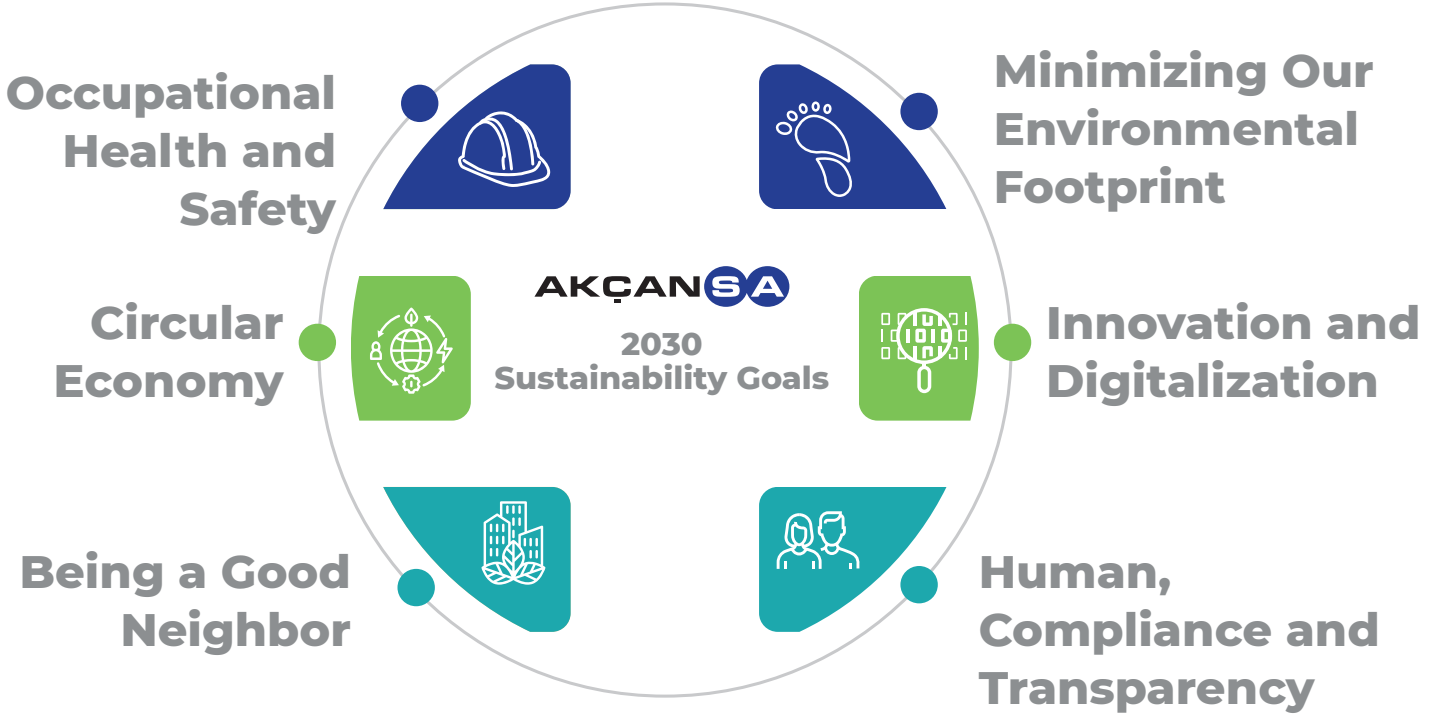 Occupational
Health and
Safety
Minimizing Our
Environmental
Footprint
AKÇANSA
2030
Sustainability Goals
Circular
Economy
Innovation and
Digitalization
Being a Good
Neighbor
Human,
Compliance and
Transparency